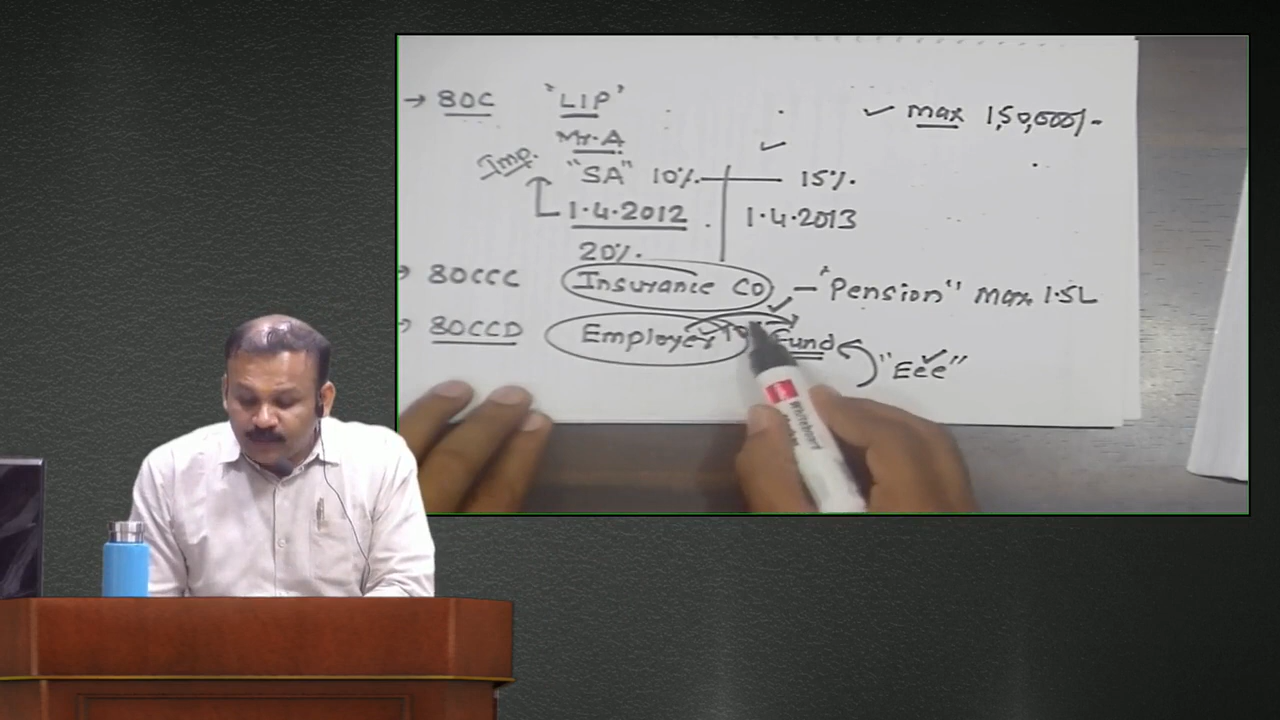 → 80C "LIP" ✓ max 1,50,000/-
Mr. A ✓
Imp. "SA" 10% — 15%.
1.4.2012 . 1.4.2013
20%.
→ 80CCC Insurance Co — "Pension" Max 1.5L
→ 80CCD Employer Fund "Eee"
Whiteboard